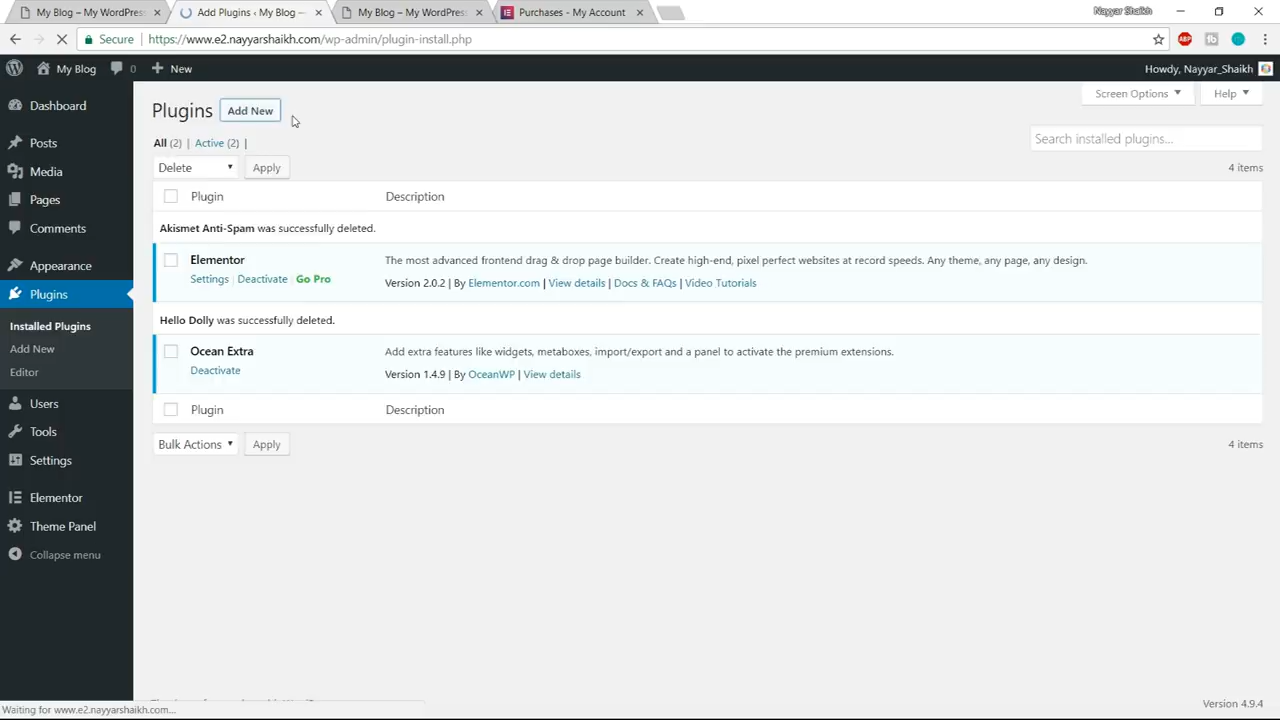 My Blog – My WordPress
Add Plugins ‹ My Blog —
My Blog – My WordPress
Purchases - My Account
Nayyar Shaikh
Secure
https://www.e2.nayyarshaikh.com/wp-admin/plugin-install.php
My Blog
0
New
Howdy, Nayyar_Shaikh
Dashboard
Posts
Media
Pages
Comments
Appearance
Plugins
Installed Plugins
Add New
Editor
Users
Tools
Settings
Elementor
Theme Panel
Collapse menu
Plugins
Add New
Screen Options
Help
All (2) | Active (2) |
Search installed plugins...
Delete
Apply
4 items
Plugin
Description
Akismet Anti-Spam was successfully deleted.
Elementor
The most advanced frontend drag & drop page builder. Create high-end, pixel perfect websites at record speeds. Any theme, any page, any design.
Settings | Deactivate | Go Pro
Version 2.0.2 | By Elementor.com | View details | Docs & FAQs | Video Tutorials
Hello Dolly was successfully deleted.
Ocean Extra
Add extra features like widgets, metaboxes, import/export and a panel to activate the premium extensions.
Deactivate
Version 1.4.9 | By OceanWP | View details
Plugin
Description
Bulk Actions
Apply
4 items
Waiting for www.e2.nayyarshaikh.com...
Version 4.9.4